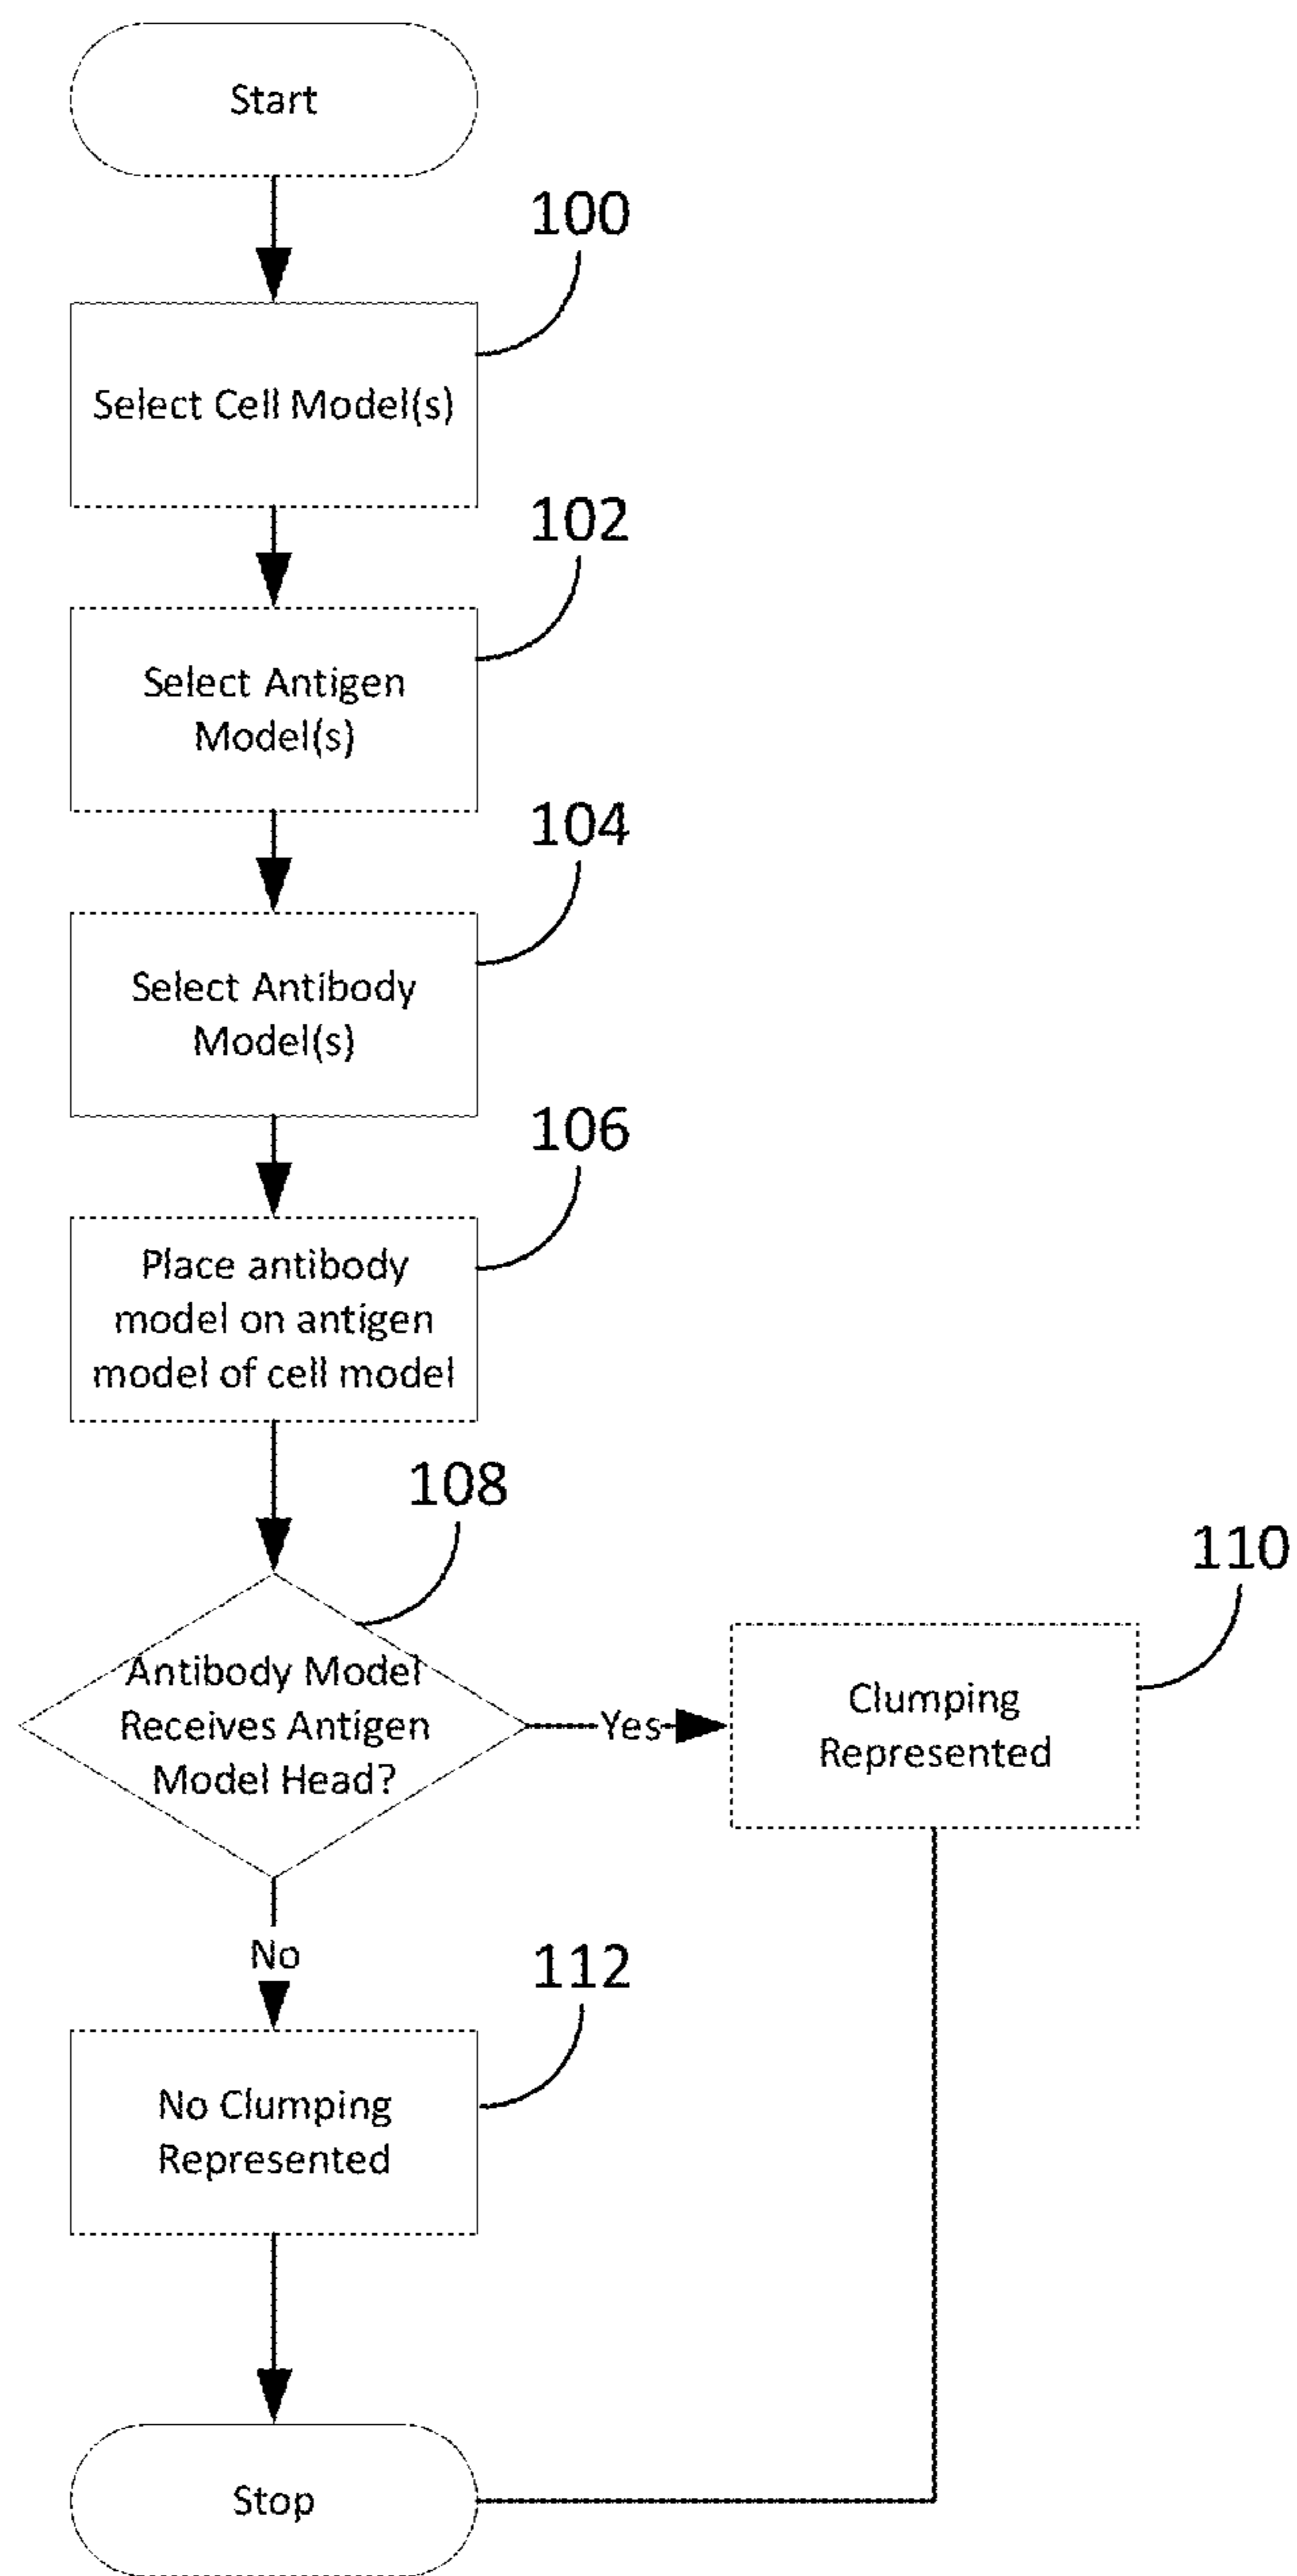 Start
100
Select Cell Model(s)
102
Select Antigen
Model(s)
104
Select Antibody
Model(s)
106
Place antibody
model on antigen
model of cell model
108
Antibody Model
Receives Antigen
Model Head?
Yes
110
Clumping
Represented
No
112
No Clumping
Represented
Stop